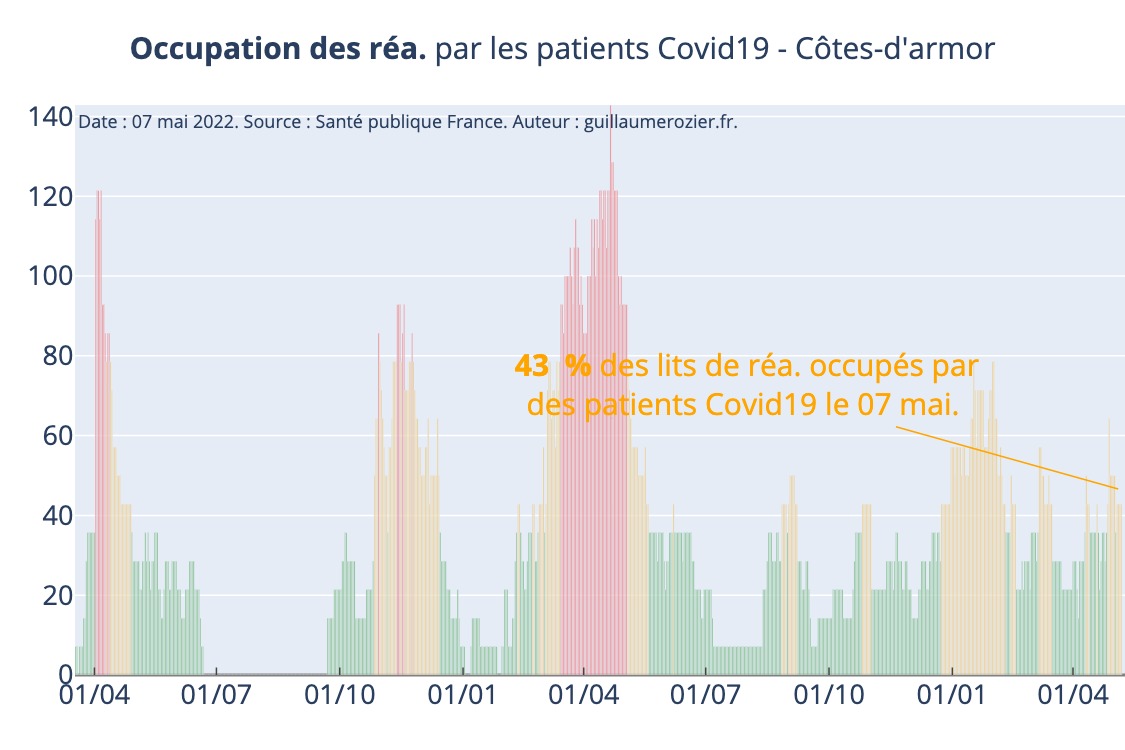 Occupation des réa. par les patients Covid19 - Côtes-d'armor
140
Date : 07 mai 2022. Source : Santé publique France. Auteur : guillaumerozier.fr.
120
100
80
43 % des lits de réa. occupés par
des patients Covid19 le 07 mai.
60
40
20
0
01/04 01/07 01/10 01/01 01/04 01/07 01/10 01/01 01/04